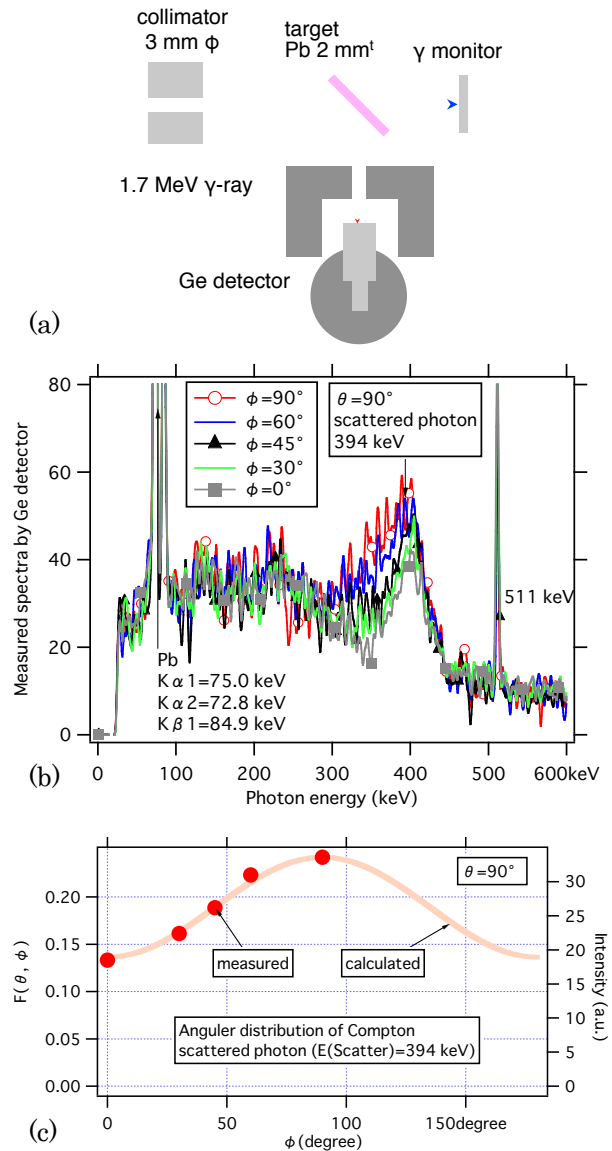 collimator
3 mm φ
target
Pb 2 mmᵗ
γ monitor
1.7 MeV γ-ray
Ge detector
(a)
80
60
40
20
0
Measured spectra by Ge detector
ϕ=90°
ϕ=60°
ϕ=45°
ϕ=30°
ϕ=0°
θ=90°
scattered photon
394 keV
511 keV
Pb
Kα1=75.0 keV
Kα2=72.8 keV
Kβ1=84.9 keV
0
100
200
300
400
500
600keV
Photon energy (keV)
(b)
0.20
0.15
0.10
0.05
0.00
F(θ, ϕ)
θ=90°
measured
calculated
Anguler distribution of Compton
scattered photon (E(Scatter)=394 keV)
30
25
20
15
10
5
0
Intensity (a.u.)
0
50
100
150degree
ϕ(degree)
(c)